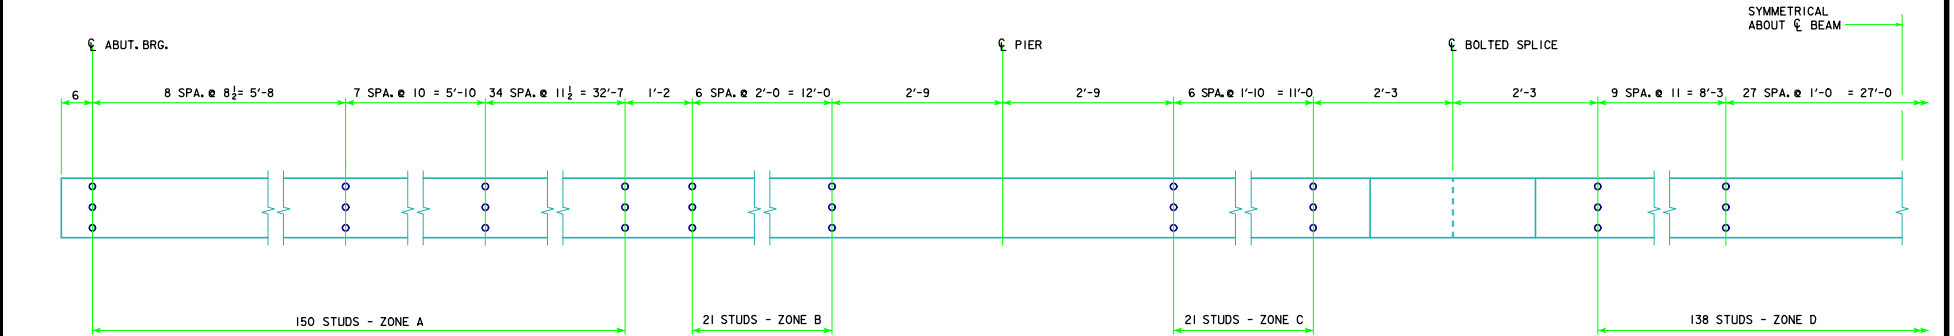 SYMMETRICAL
ABOUT ℄ BEAM
℄ ABUT. BRG.
℄ PIER
℄ BOLTED SPLICE
6
8 SPA. @ 8½= 5'-8
7 SPA. @ 10 = 5'-10
34 SPA. @ 11½ = 32'-7
1'-2
6 SPA. @ 2'-0 = 12'-0
2'-9
2'-9
6 SPA. @ 1'-10 = 11'-0
2'-3
2'-3
9 SPA. @ 11 = 8'-3
27 SPA. @ 1'-0 = 27'-0
150 STUDS - ZONE A
21 STUDS - ZONE B
21 STUDS - ZONE C
138 STUDS - ZONE D